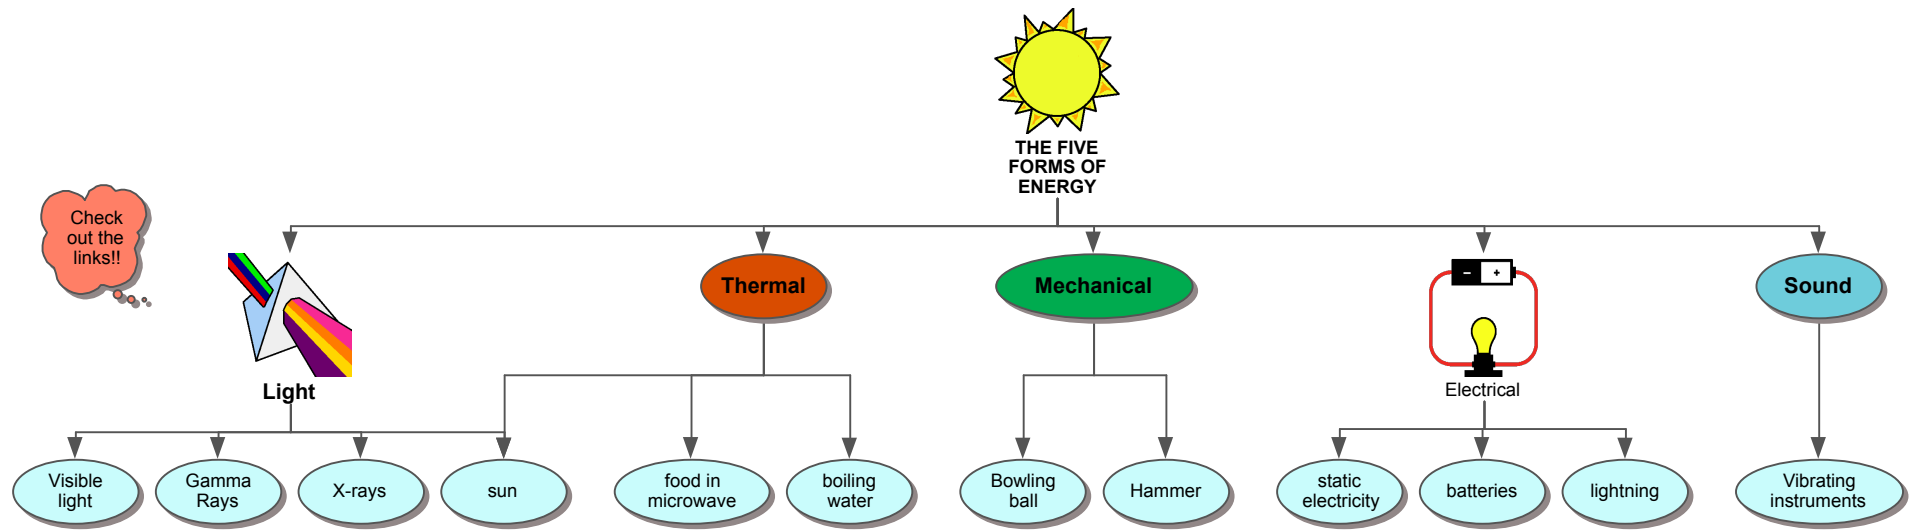 THE FIVE
FORMS OF
ENERGY
Check
out the
links!!
Light
Thermal
Mechanical
- +
Electrical
Sound
Visible
light
Gamma
Rays
X-rays
sun
food in
microwave
boiling
water
Bowling
ball
Hammer
static
electricity
batteries
lightning
Vibrating
instruments